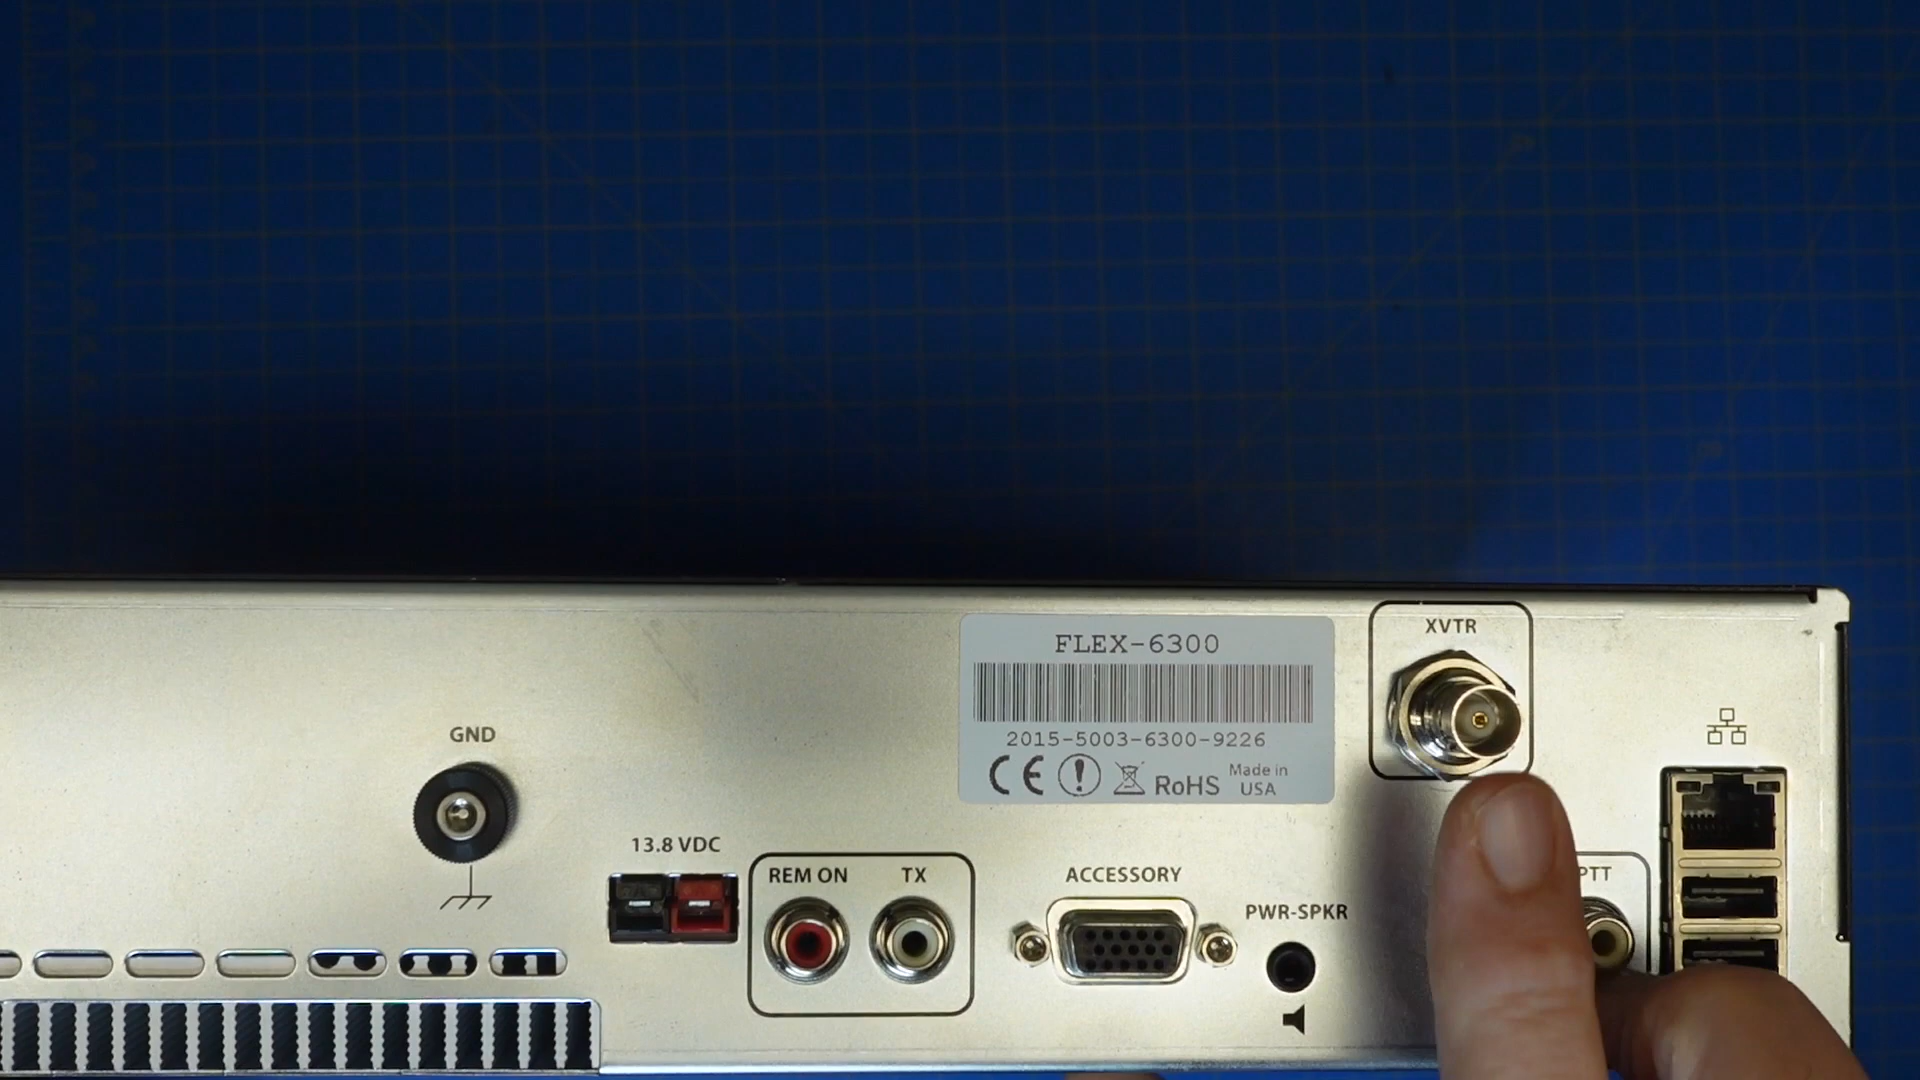 FLEX-6300
2015-5003-6300-9226
CE
RoHS
Made in
USA
XVTR
GND
13.8 VDC
REM ON
TX
ACCESSORY
PWR-SPKR
PTT